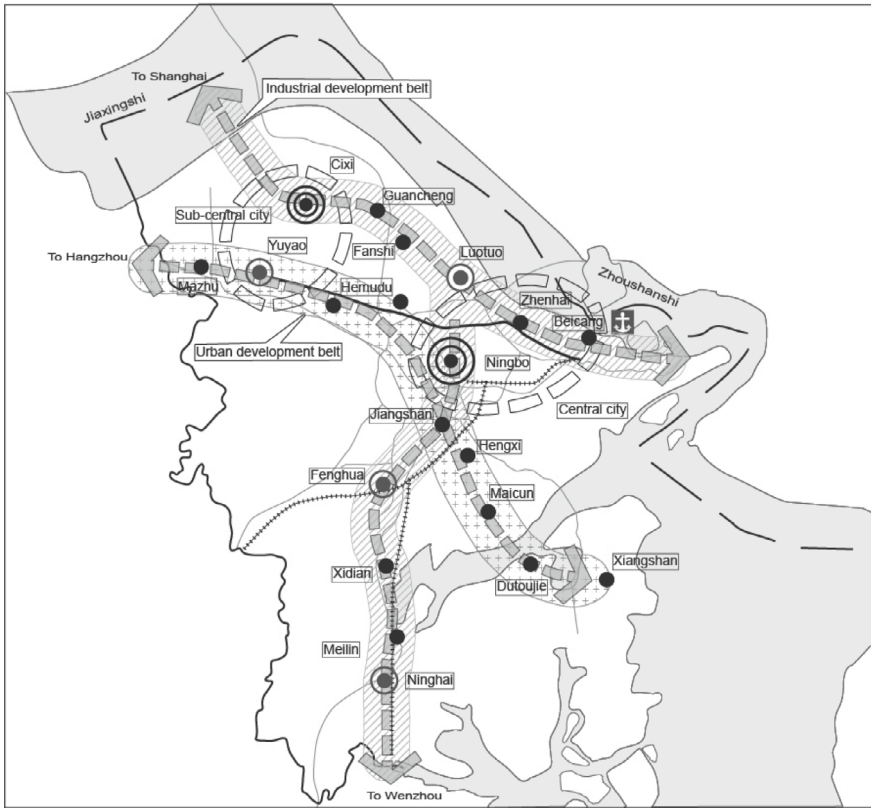 To Shanghai
Industrial development belt
Jiaxingshi
Cixi
Guancheng
Sub-central city
Yuyao
Fanshi
Luotuo
To Hangzhou
Zhoushanshi
Mazhu
Hemudu
Zhenhai
Beicang
Urban development belt
Ningbo
Central city
Jiangshan
Hengxi
Fenghua
Maicun
Xidian
Xiangshan
Dutoujie
Meilin
Ninghai
To Wenzhou